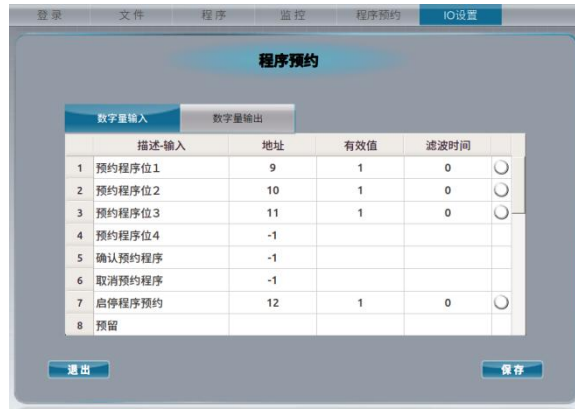 登录 文件 程序 监控 程序预约 IO设置
程序预约
数字量输入 数字量输出
描述-输入 地址 有效值 滤波时间
1 预约程序位1 9 1 0
2 预约程序位2 10 1 0
3 预约程序位3 11 1 0
4 预约程序位4 -1
5 确认预约程序 -1
6 取消预约程序 -1
7 启停程序预约 12 1 0
8 预留
退出 保存